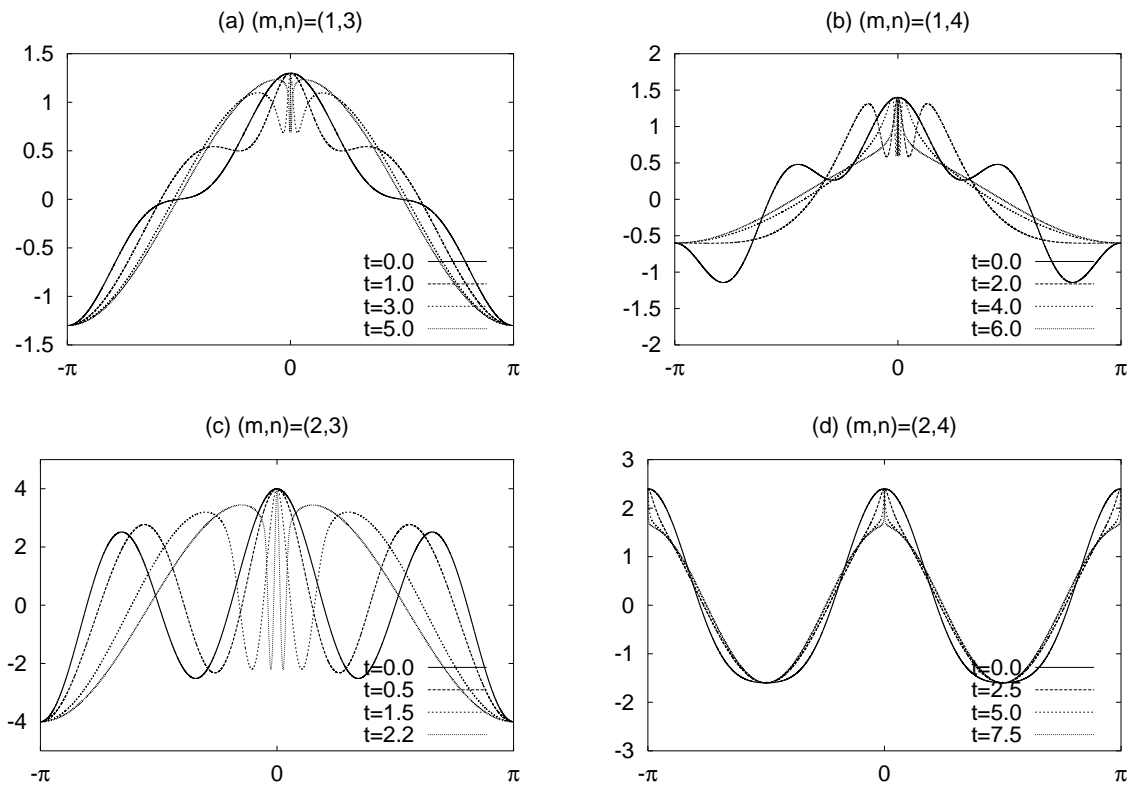 (a) (m,n)=(1,3)
1.5
1
0.5
0
-0.5
-1
-1.5
-π
0
π
t=0.0
t=1.0
t=3.0
t=5.0
(b) (m,n)=(1,4)
2
1.5
1
0.5
0
-0.5
-1
-1.5
-2
-π
0
π
t=0.0
t=2.0
t=4.0
t=6.0
(c) (m,n)=(2,3)
4
2
0
-2
-4
-π
0
π
t=0.0
t=0.5
t=1.5
t=2.2
(d) (m,n)=(2,4)
3
2
1
0
-1
-2
-3
-π
0
π
t=0.0
t=2.5
t=5.0
t=7.5